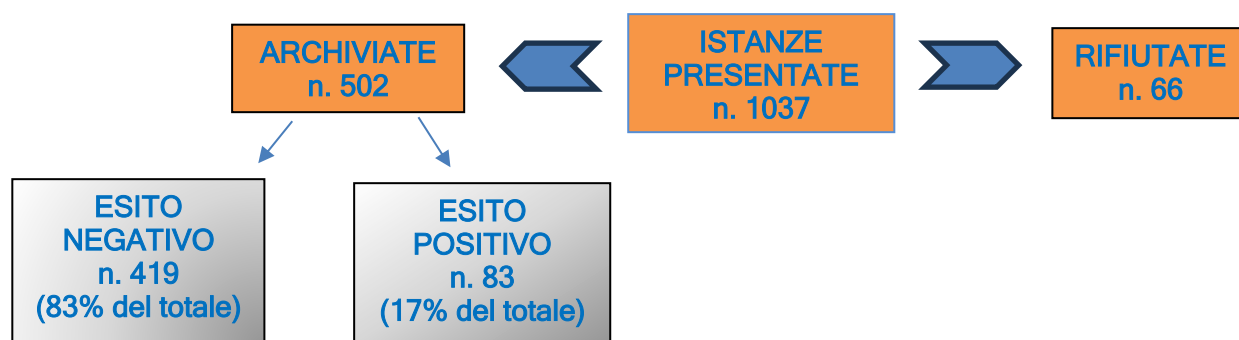 ARCHIVIATE
n. 502
ISTANZE
PRESENTATE
n. 1037
RIFIUTATE
n. 66
ESITO
NEGATIVO
n. 419
(83% del totale)
ESITO
POSITIVO
n. 83
(17% del totale)